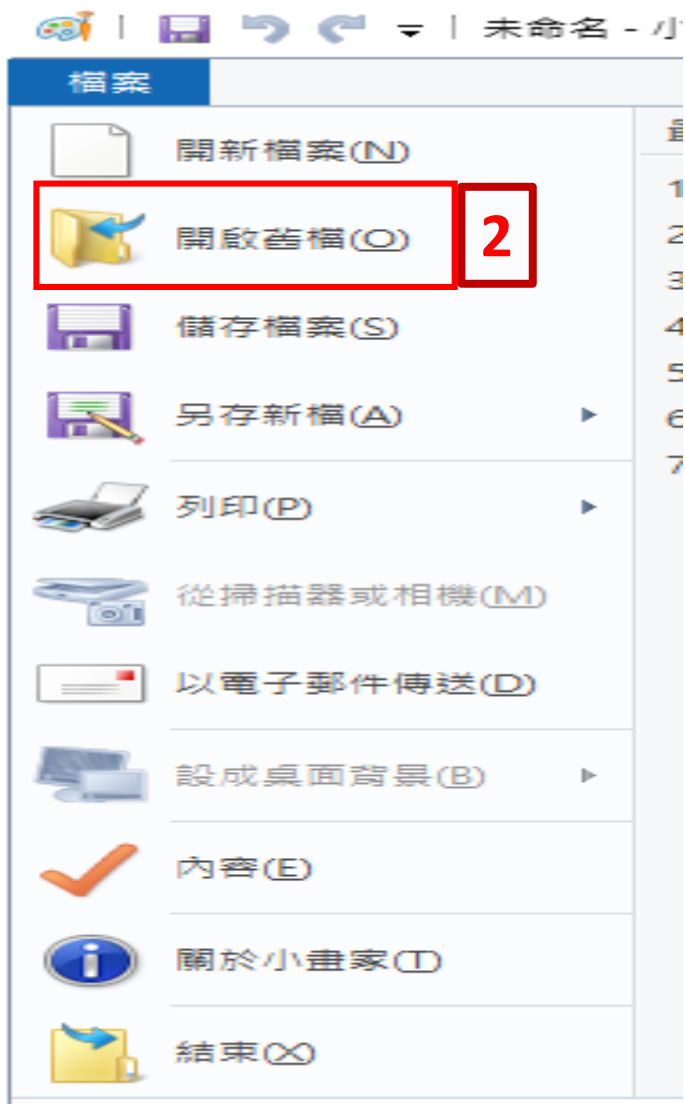 未命名 - 小
檔案
開新檔案(N)
開啟舊檔(O)
2
儲存檔案(S)
另存新檔(A)
列印(P)
從掃描器或相機(M)
以電子郵件傳送(D)
設成桌面背景(B)
內容(E)
關於小畫家(T)
結束(X)
1
2
3
4
5
6
7